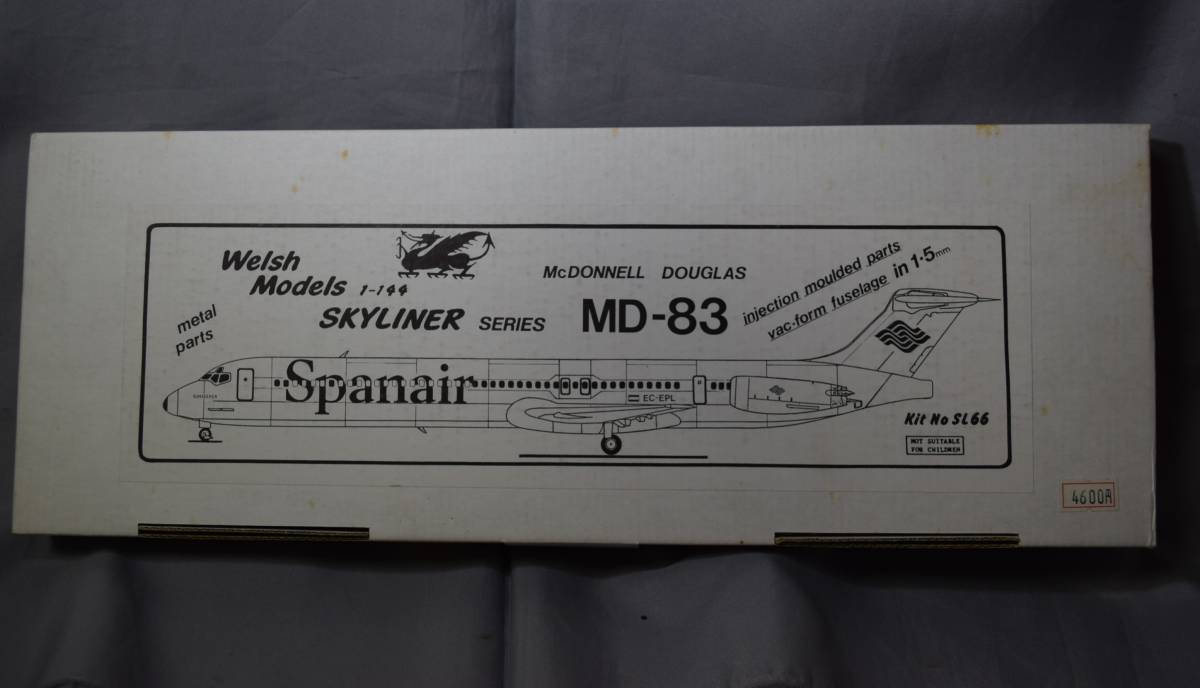 Welsh
Models 1-144
SKYLINER SERIES
McDONNELL DOUGLAS
MD-83
injection moulded parts
vac-form fuselage in 1·5mm
metal
parts
Spanair
EC-EPL
Kit No SL66
NOT SUITABLE
FOR CHILDREN
4600円